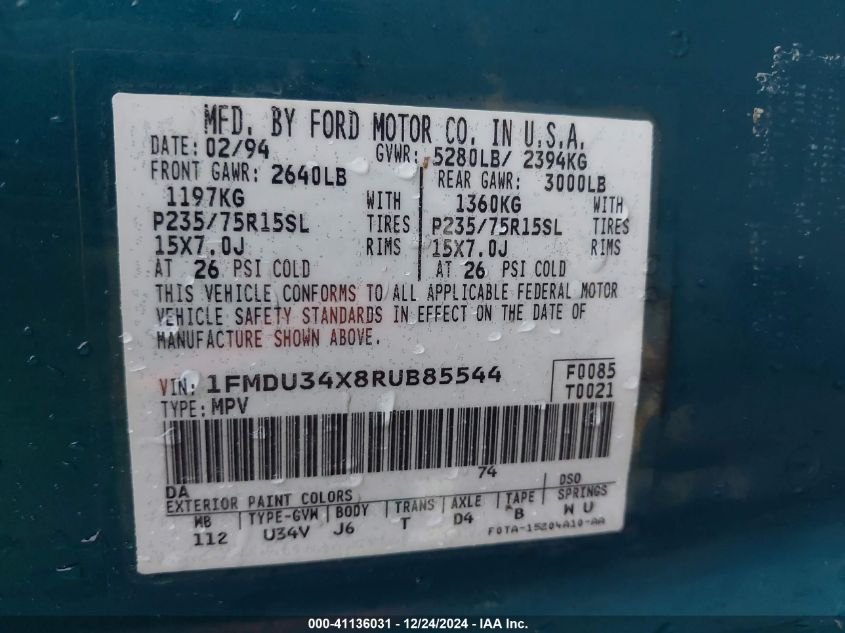 MFD. BY FORD MOTOR CO. IN U.S.A.
DATE: 02/94 GVWR: 5280LB/ 2394KG
FRONT GAWR: 2640LB REAR GAWR: 3000LB
1197KG WITH 1360KG WITH
P235/75R15SL TIRES P235/75R15SL TIRES
15X7.0J RIMS 15X7.0J RIMS
AT 26 PSI COLD AT 26 PSI COLD
THIS VEHICLE CONFORMS TO ALL APPLICABLE FEDERAL MOTOR
VEHICLE SAFETY STANDARDS IN EFFECT ON THE DATE OF
MANUFACTURE SHOWN ABOVE.
VIN: 1FMDU34X8RUB85544 F0085
TYPE: MPV T0021
74
DA
EXTERIOR PAINT COLORS DSO
WB TYPE-GVW BODY TRANS AXLE TAPE SPRINGS
112 U34V J6 T D4 B W U
F0TA-15204A10-AA
000-41136031 - 12/24/2024 - IAA Inc.